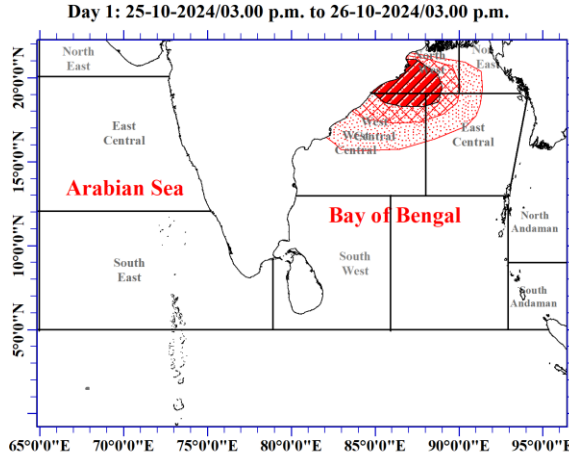 Day 1: 25-10-2024/03.00 p.m. to 26-10-2024/03.00 p.m.
North
East
North
East
20°0'0"N
East
Central
West
Central
East
Central
15°0'0"N
Arabian Sea
Bay of Bengal
North
Andaman
10°0'0"N
South
East
South
West
South
Andaman
5°0'0"N
65°0'0"E 70°0'0"E 75°0'0"E 80°0'0"E 85°0'0"E 90°0'0"E 95°0'0"E